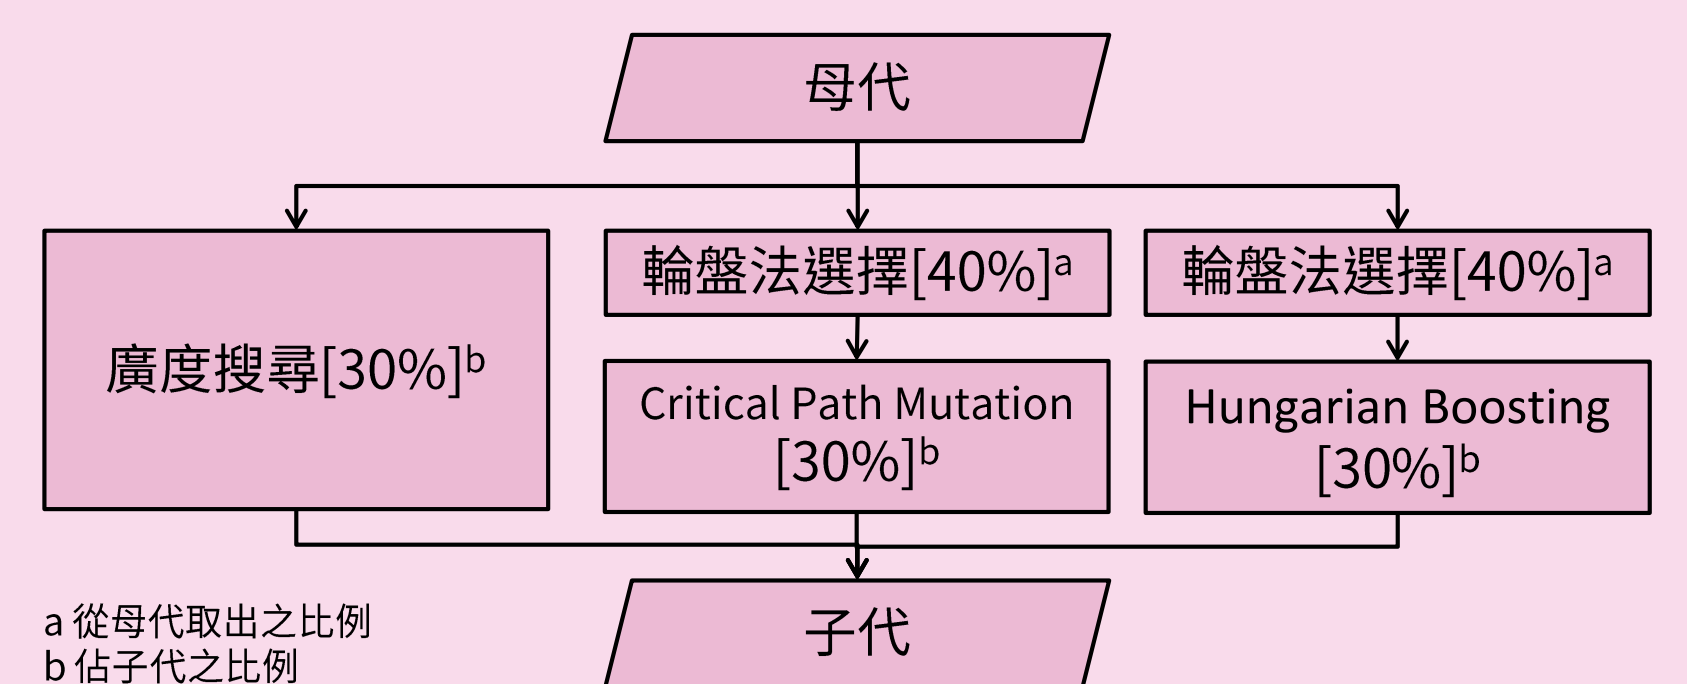 母代
輪盤法選擇[40%]a
輪盤法選擇[40%]a
廣度搜尋[30%]b
Critical Path Mutation
[30%]b
Hungarian Boosting
[30%]b
子代
a 從母代取出之比例
b 佔子代之比例